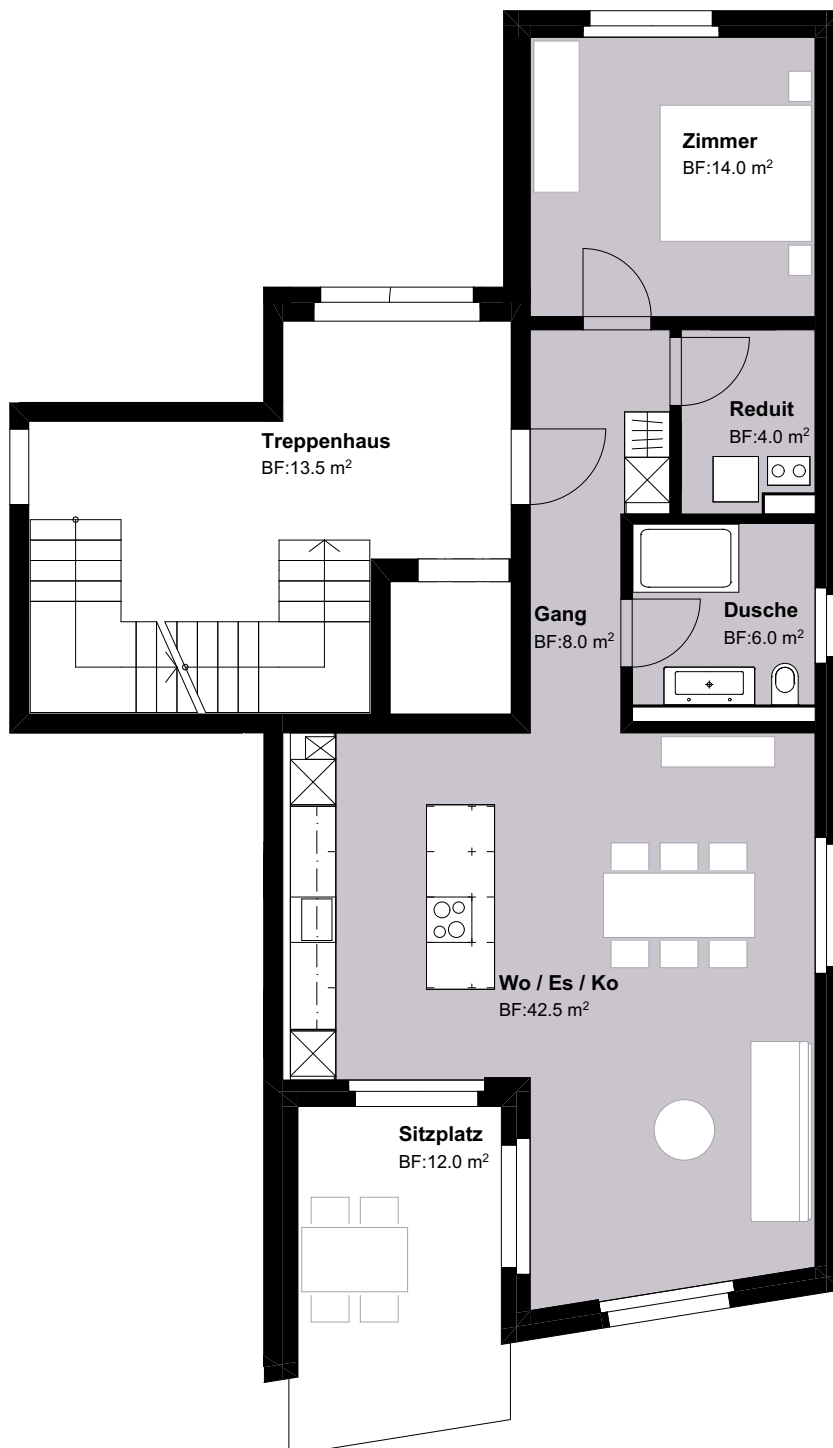 Zimmer
BF:14.0 m²
Reduit
BF:4.0 m²
Treppenhaus
BF:13.5 m²
Gang
BF:8.0 m²
Dusche
BF:6.0 m²
Wo / Es / Ko
BF:42.5 m²
Sitzplatz
BF:12.0 m²